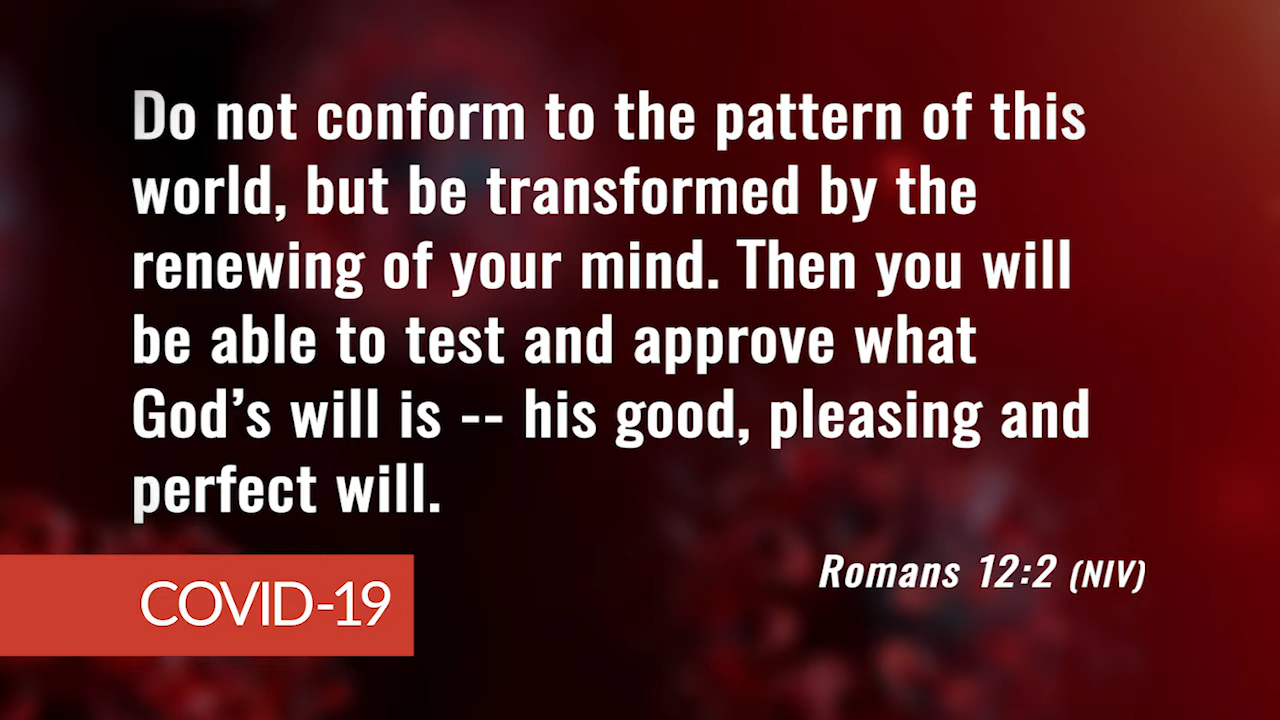 Do not conform to the pattern of this
world, but be transformed by the
renewing of your mind. Then you will
be able to test and approve what
God’s will is -- his good, pleasing and
perfect will.
Romans 12:2 (NIV)
COVID-19